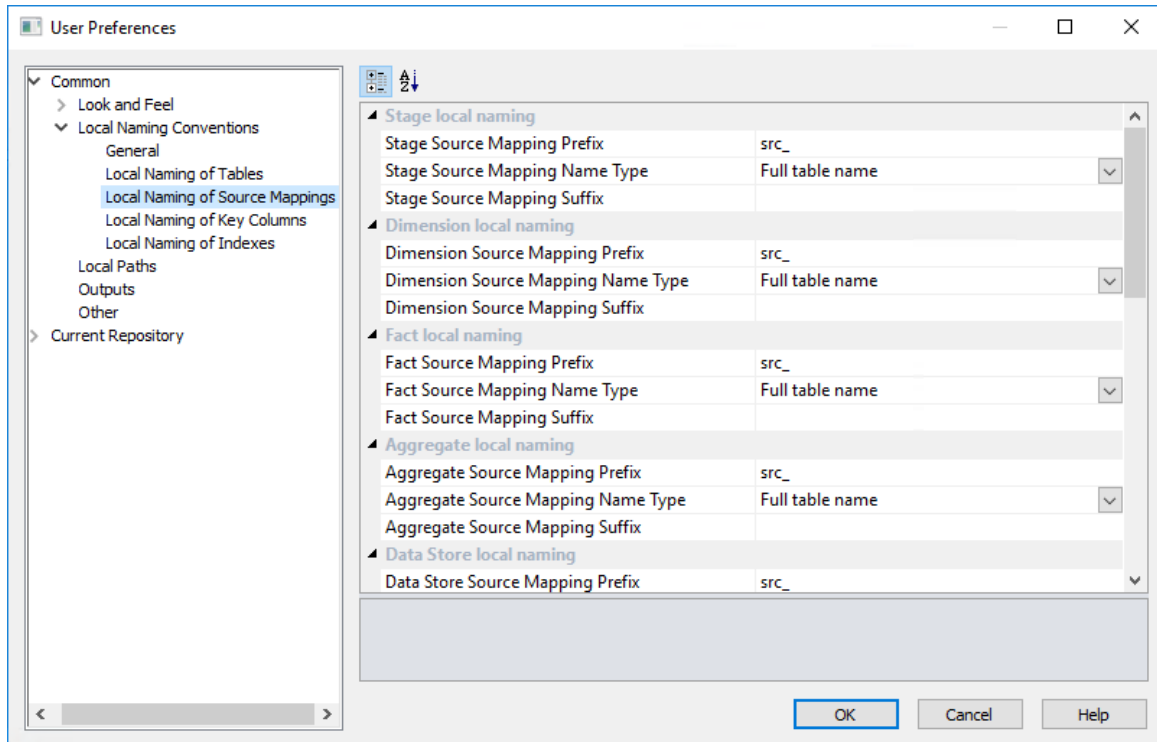 User Preferences
Common
Look and Feel
Local Naming Conventions
General
Local Naming of Tables
Local Naming of Source Mappings
Local Naming of Key Columns
Local Naming of Indexes
Local Paths
Outputs
Other
Current Repository
Stage local naming
Stage Source Mapping Prefix src_
Stage Source Mapping Name Type Full table name
Stage Source Mapping Suffix
Dimension local naming
Dimension Source Mapping Prefix src_
Dimension Source Mapping Name Type Full table name
Dimension Source Mapping Suffix
Fact local naming
Fact Source Mapping Prefix src_
Fact Source Mapping Name Type Full table name
Fact Source Mapping Suffix
Aggregate local naming
Aggregate Source Mapping Prefix src_
Aggregate Source Mapping Name Type Full table name
Aggregate Source Mapping Suffix
Data Store local naming
Data Store Source Mapping Prefix src_
OK Cancel Help